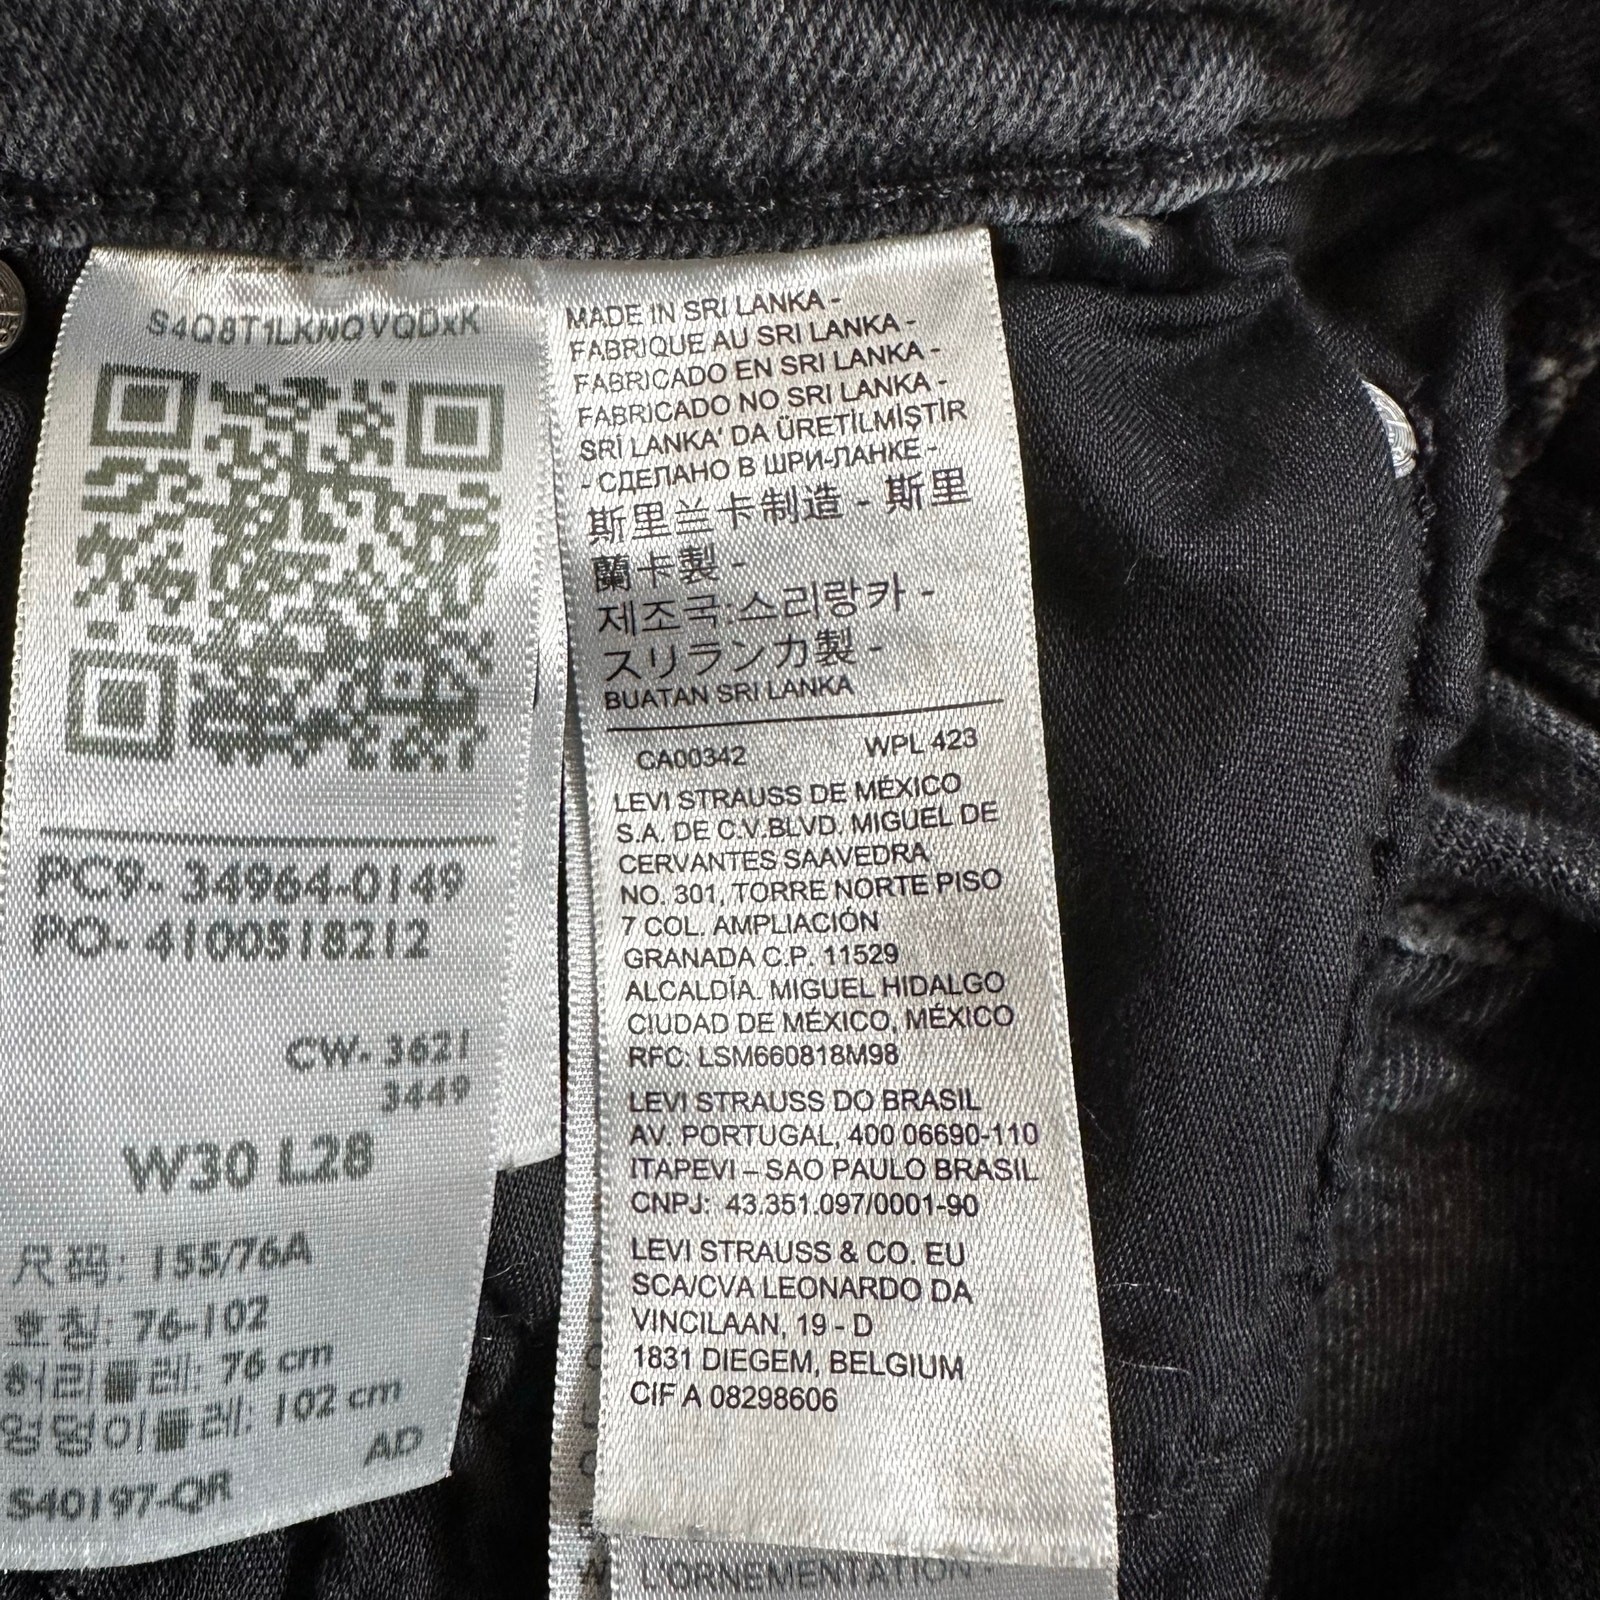 S4Q8T1LKNQVQDxK
PC9- 34964-0149
PO- 4100518212
CW- 3621
3449
W30 L28
尺码: 155/76A
호칭: 76-102
허리둘레: 76 cm
엉덩이둘레: 102 cm
AD
S40197-QR
MADE IN SRI LANKA -
FABRIQUE AU SRI LANKA -
FABRICADO EN SRI LANKA -
FABRICADO NO SRI LANKA -
SRİ LANKA' DA ÜRETİLMİŞTİR
- СДЕЛАНО В ШРИ-ЛАНКЕ -
斯里兰卡制造 - 斯里
蘭卡製 -
제조국:스리랑카 -
スリランカ製 -
BUATAN SRI LANKA
CA00342 WPL 423
LEVI STRAUSS DE MÉXICO
S.A. DE C.V.BLVD. MIGUEL DE
CERVANTES SAAVEDRA
NO. 301, TORRE NORTE PISO
7 COL. AMPLIACIÓN
GRANADA C.P. 11529
ALCALDÍA. MIGUEL HIDALGO
CIUDAD DE MÉXICO, MÉXICO
RFC: LSM660818M98
LEVI STRAUSS DO BRASIL
AV. PORTUGAL, 400 06690-110
ITAPEVI – SAO PAULO BRASIL
CNPJ: 43.351.097/0001-90
LEVI STRAUSS & CO. EU
SCA/CVA LEONARDO DA
VINCILAAN, 19 - D
1831 DIEGEM, BELGIUM
CIF A 08298606
L'ORNEMENTATION -